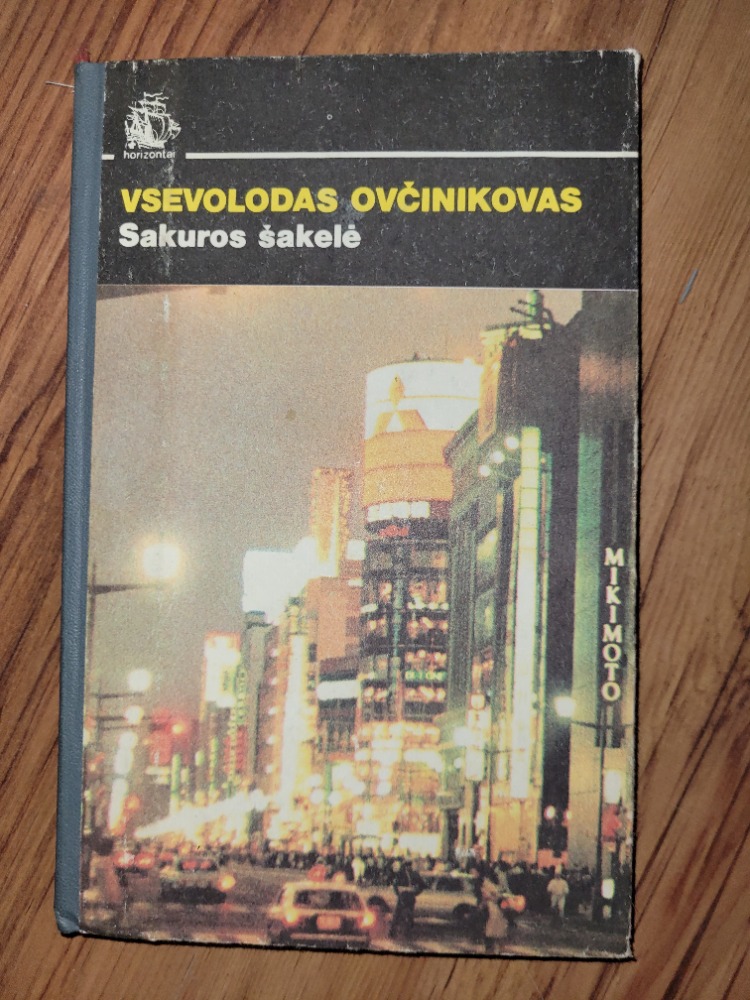 horizontai
VSEVOLODAS OVČINIKOVAS
Sakuros šakelė
MIKIMOTO